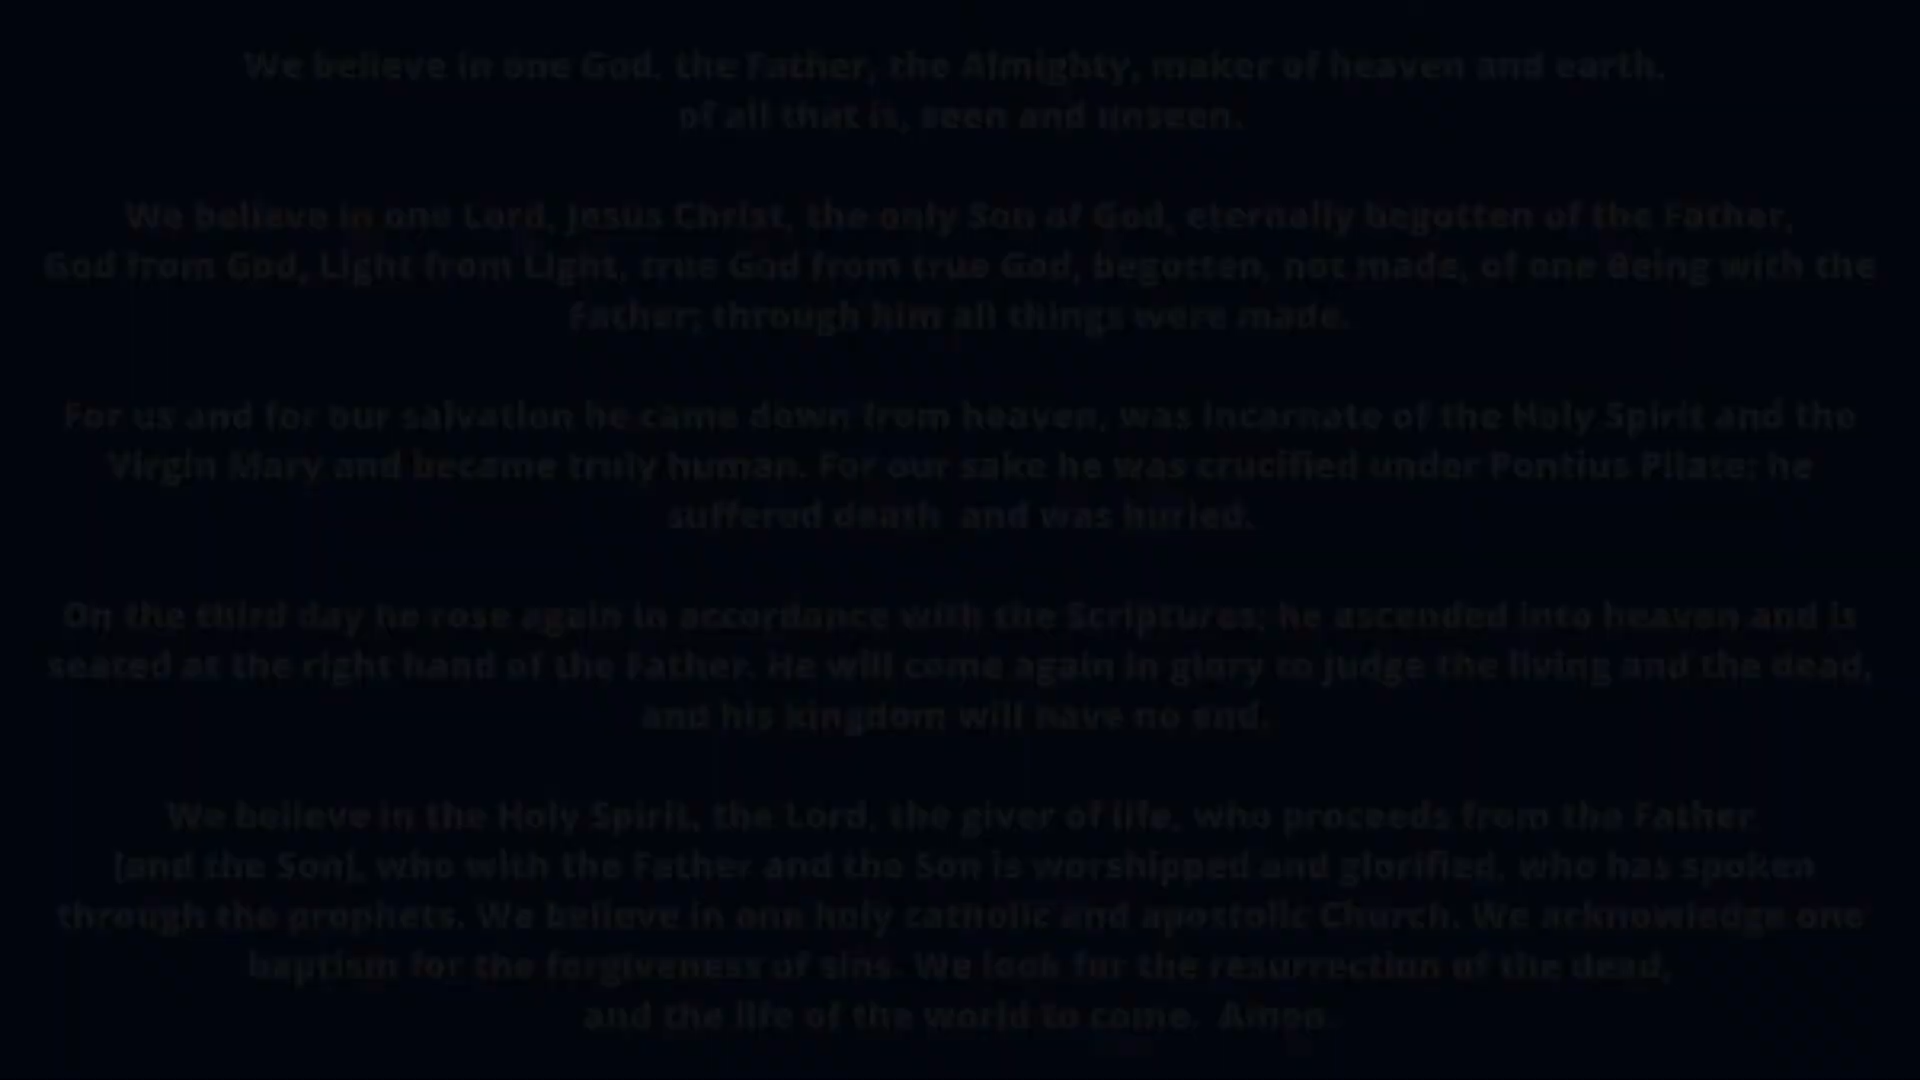 We believe in one God, the Father, the Almighty, maker of heaven and earth,
of all that is, seen and unseen.
We believe in one Lord, Jesus Christ, the only Son of God, eternally begotten of the Father,
God from God, Light from Light, true God from true God, begotten, not made, of one Being with the
Father; through him all things were made.
For us and for our salvation he came down from heaven, was incarnate of the Holy Spirit and the
Virgin Mary and became truly human. For our sake he was crucified under Pontius Pilate; he
suffered death and was buried.
On the third day he rose again in accordance with the Scriptures; he ascended into heaven and is
seated at the right hand of the Father. He will come again in glory to judge the living and the dead,
and his kingdom will have no end.
We believe in the Holy Spirit, the Lord, the giver of life, who proceeds from the Father
[and the Son], who with the Father and the Son is worshipped and glorified, who has spoken
through the prophets. We believe in one holy catholic and apostolic Church. We acknowledge one
baptism for the forgiveness of sins. We look for the resurrection of the dead,
and the life of the world to come. Amen.